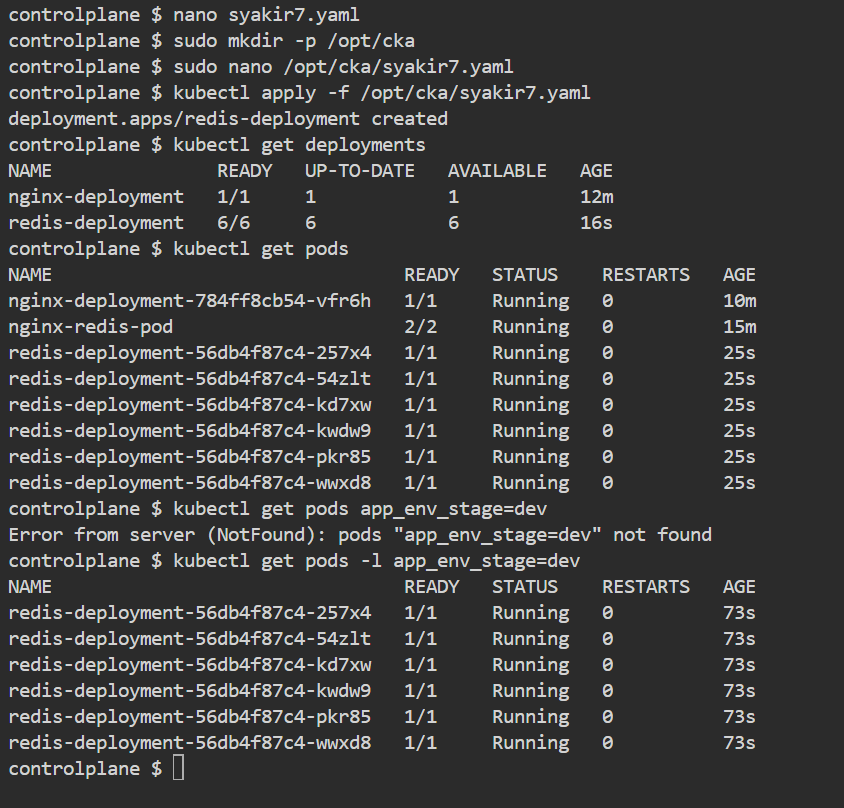 controlplane $ nano syakir7.yaml
controlplane $ sudo mkdir -p /opt/cka
controlplane $ sudo nano /opt/cka/syakir7.yaml
controlplane $ kubectl apply -f /opt/cka/syakir7.yaml
deployment.apps/redis-deployment created
controlplane $ kubectl get deployments
NAME               READY   UP-TO-DATE   AVAILABLE   AGE
nginx-deployment   1/1     1            1           12m
redis-deployment   6/6     6            6           16s
controlplane $ kubectl get pods
NAME                                READY   STATUS    RESTARTS   AGE
nginx-deployment-784ff8cb54-vfr6h   1/1     Running   0          10m
nginx-redis-pod                     2/2     Running   0          15m
redis-deployment-56db4f87c4-257x4   1/1     Running   0          25s
redis-deployment-56db4f87c4-54zlt   1/1     Running   0          25s
redis-deployment-56db4f87c4-kd7xw   1/1     Running   0          25s
redis-deployment-56db4f87c4-kwdw9   1/1     Running   0          25s
redis-deployment-56db4f87c4-pkr85   1/1     Running   0          25s
redis-deployment-56db4f87c4-wwxd8   1/1     Running   0          25s
controlplane $ kubectl get pods app_env_stage=dev
Error from server (NotFound): pods "app_env_stage=dev" not found
controlplane $ kubectl get pods -l app_env_stage=dev
NAME                                READY   STATUS    RESTARTS   AGE
redis-deployment-56db4f87c4-257x4   1/1     Running   0          73s
redis-deployment-56db4f87c4-54zlt   1/1     Running   0          73s
redis-deployment-56db4f87c4-kd7xw   1/1     Running   0          73s
redis-deployment-56db4f87c4-kwdw9   1/1     Running   0          73s
redis-deployment-56db4f87c4-pkr85   1/1     Running   0          73s
redis-deployment-56db4f87c4-wwxd8   1/1     Running   0          73s
controlplane $